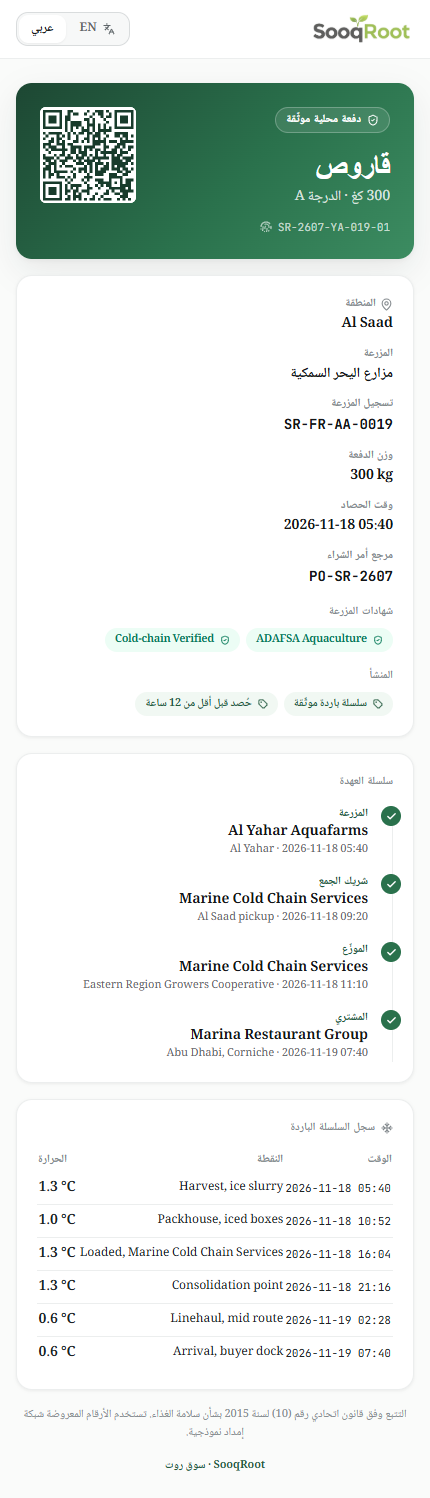 SooqRoot
EN
عربي
دفعة محلية موثّقة
قاروص
300 كغ · الدرجة A
SR-2607-YA-019-01
المنطقة
Al Saad
المزرعة
مزارع اليحر السمكية
تسجيل المزرعة
SR-FR-AA-0019
وزن الدفعة
300 kg
وقت الحصاد
2026-11-18 05:40
مرجع أمر الشراء
PO-SR-2607
شهادات المزرعة
ADAFSA Aquaculture
Cold-chain Verified
المنشأ
سلسلة باردة موثّقة
حُصد قبل أقل من 12 ساعة
سلسلة العهدة
المزرعة
Al Yahar Aquafarms
Al Yahar · 2026-11-18 05:40
شريك الجمع
Marine Cold Chain Services
Al Saad pickup · 2026-11-18 09:20
الموزّع
Marine Cold Chain Services
Eastern Region Growers Cooperative · 2026-11-18 11:10
المشتري
Marina Restaurant Group
Abu Dhabi, Corniche · 2026-11-19 07:40
سجل السلسلة الباردة
الوقت النقطة الحرارة
2026-11-18 05:40 Harvest, ice slurry 1.3 °C
2026-11-18 10:52 Packhouse, iced boxes 1.0 °C
2026-11-18 16:04 Loaded, Marine Cold Chain Services 1.3 °C
2026-11-18 21:16 Consolidation point 1.3 °C
2026-11-19 02:28 Linehaul, mid route 0.6 °C
2026-11-19 07:40 Arrival, buyer dock 0.6 °C
التتبع وفق قانون اتحادي رقم (10) لسنة 2015 بشأن سلامة الغذاء. تستخدم الأرقام المعروضة شبكة
إمداد نموذجية.
SooqRoot · سوق روت